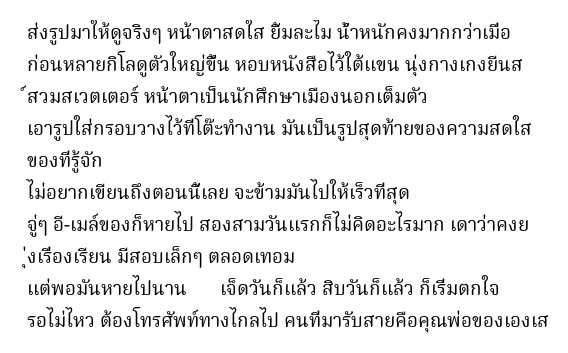 ส่งรูปมาให้ดูจริงๆ หน้าตาสดใส ยิ้มละไม น้ำหนักคงมากกว่าเมื่อ
ก่อนหลายกิโลดูตัวใหญ่ขึ้น หอบหนังสือไว้ใต้แขน นุ่งกางเกงยีนส
์สวมสเวตเตอร์ หน้าตาเป็นนักศึกษาเมืองนอกเต็มตัว
เอารูปใส่กรอบวางไว้ที่โต๊ะทำงาน มันเป็นรูปสุดท้ายของความสดใส
ของที่รู้จัก
ไม่อยากเขียนถึงตอนนี้เลย จะข้ามมันไปให้เร็วที่สุด
จู่ๆ อี-เมล์ของก็หายไป สองสามวันแรกก็ไม่คิดอะไรมาก เดาว่าคงย
ุ่งเรื่องเรียน มีสอบเล็กๆ ตลอดเทอม
แต่พอมันหายไปนาน เจ็ดวันก็แล้ว สิบวันก็แล้ว ก็เริ่มตกใจ
รอไม่ไหว ต้องโทรศัพท์ทางไกลไป คนที่มารับสายคือคุณพ่อของเองเส